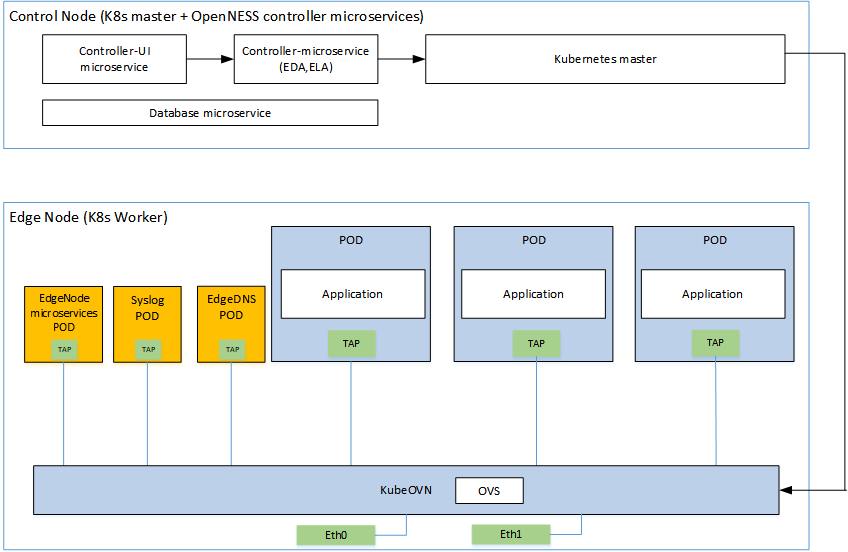 Control Node (K8s master + OpenNESS controller microservices)
Controller-UI
microservice
Controller-microservice
(EDA,ELA)
Kubernetes master
Database microservice
Edge Node (K8s Worker)
EdgeNode
microservices
POD
TAP
Syslog
POD
TAP
EdgeDNS
POD
TAP
POD
Application
TAP
POD
Application
TAP
POD
Application
TAP
KubeOVN
OVS
Eth0
Eth1